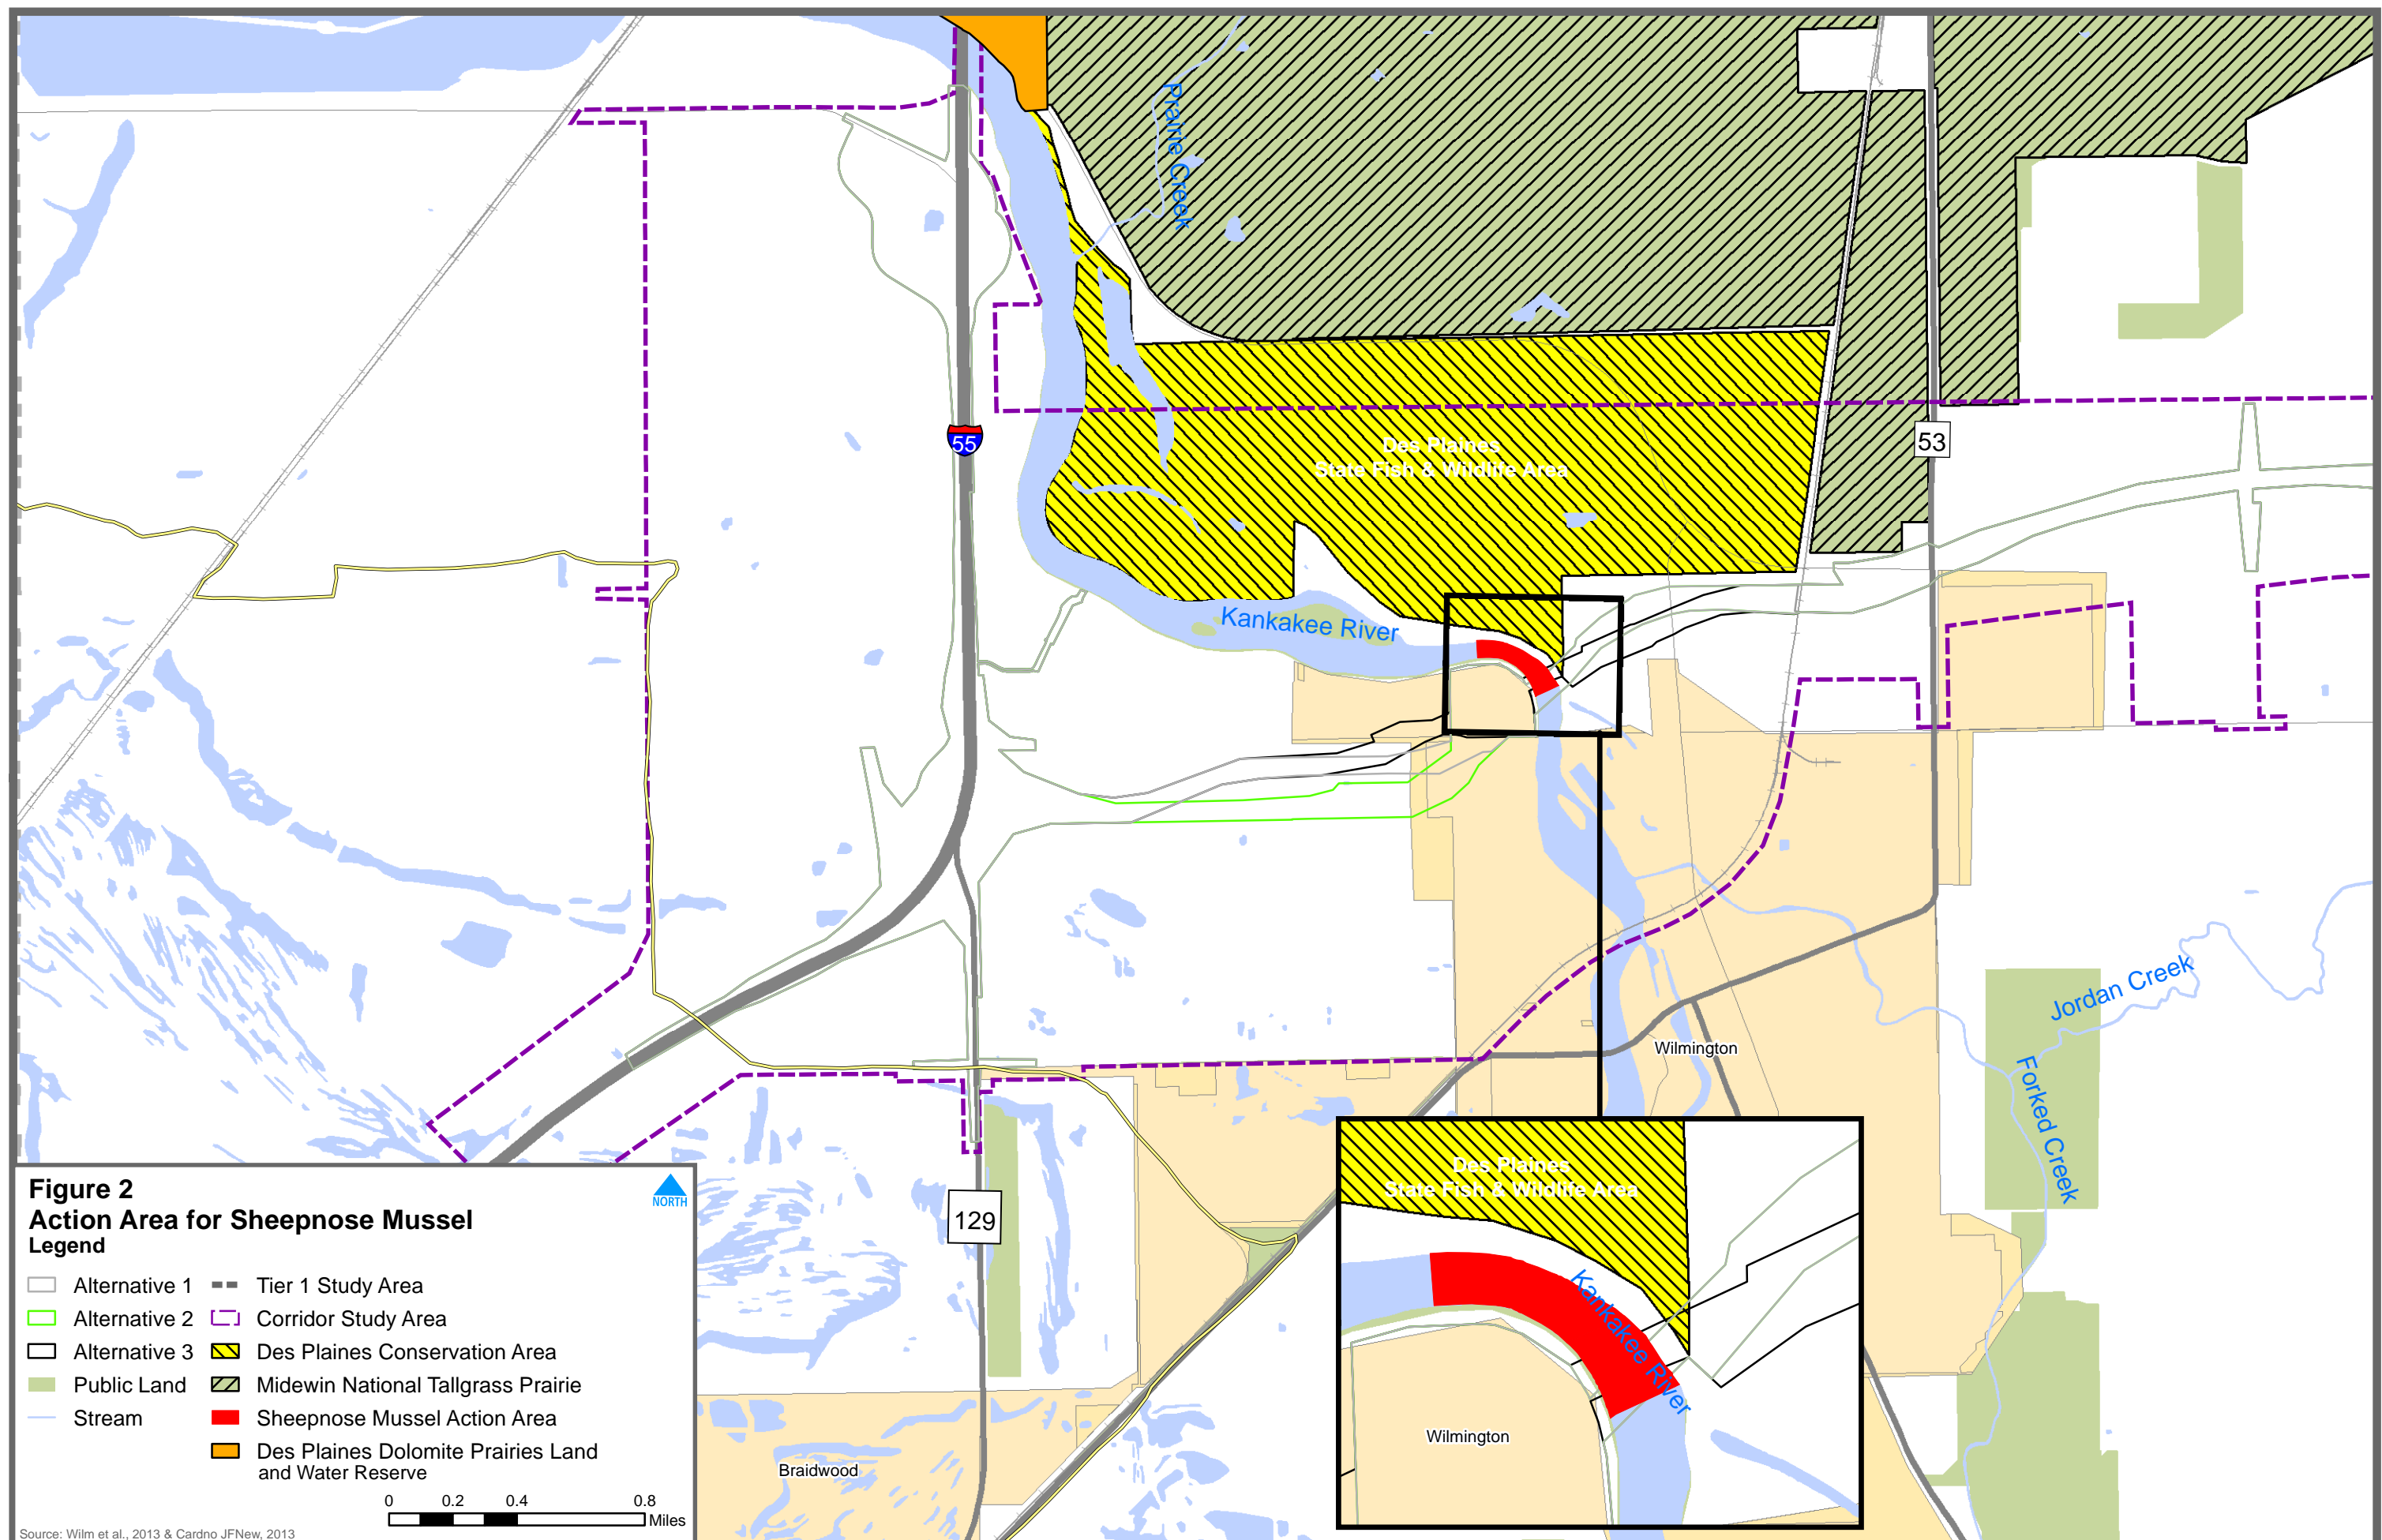 Prairie Creek
55
53
Des Plaines
State Fish & Wildlife Area
Kankakee River
Jordan Creek
Wilmington
Forked Creek
129
Braidwood
Des Plaines
State Fish & Wildlife Area
Kankakee River
Wilmington
Figure 2
Action Area for Sheepnose Mussel
NORTH
Legend
Alternative 1
Tier 1 Study Area
Alternative 2
Corridor Study Area
Alternative 3
Des Plaines Conservation Area
Public Land
Midewin National Tallgrass Prairie
Stream
Sheepnose Mussel Action Area
Des Plaines Dolomite Prairies Land
and Water Reserve
0 0.2 0.4 0.8
Miles
Source: Wilm et al., 2013 & Cardno JFNew, 2013